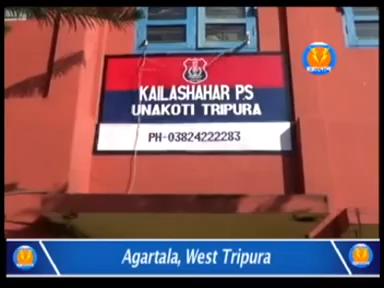 KAILASHAHAR PS
UNAKOTI TRIPURA
PH-03824222283
Agartala, West Tripura